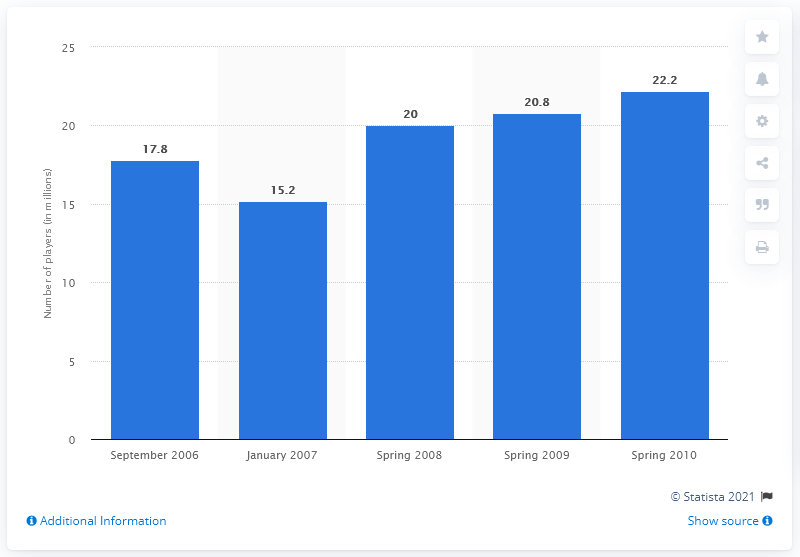 25
20
15
10
5
0
Number of players (in millions)
17.8
15.2
20
20.8
22.2
September 2006
January 2007
Spring 2008
Spring 2009
Spring 2010
© Statista 2021
Additional Information
Show source